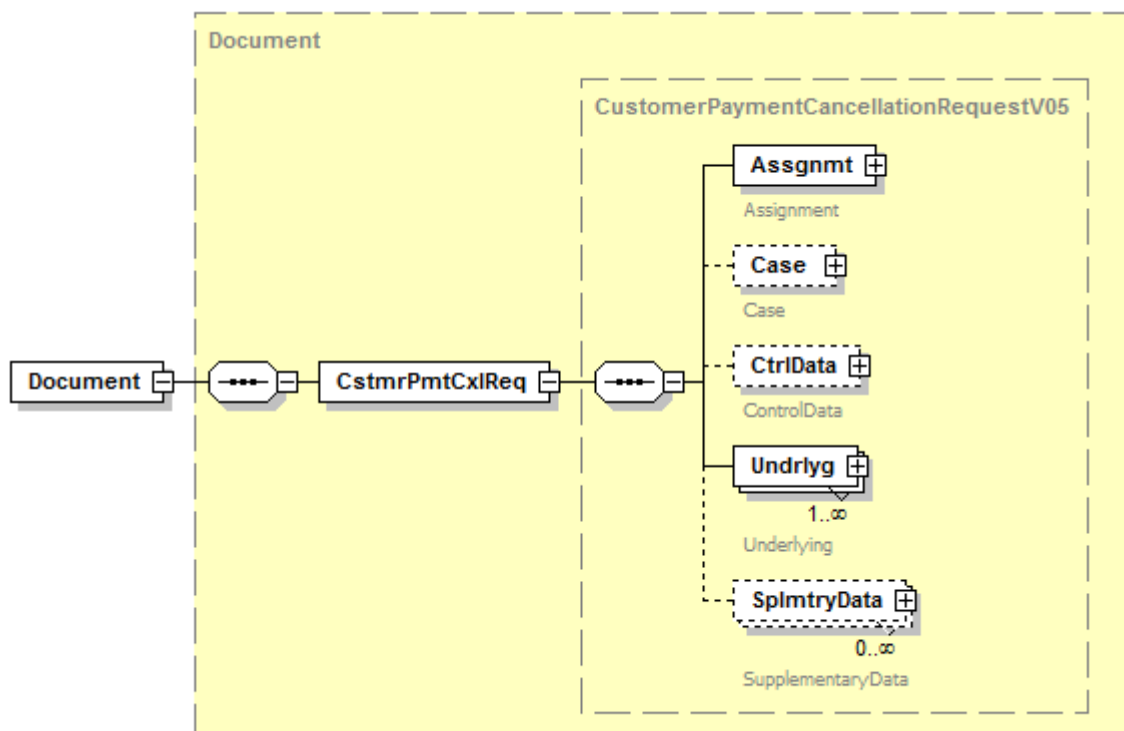 Document
CustomerPaymentCancellationRequestV05
Assgnmt
Assignment
Case
Case
Document
CstmrPmtCxlReq
CtrlData
ControlData
Undrlyg
1..∞
Underlying
SplmtryData
0..∞
SupplementaryData